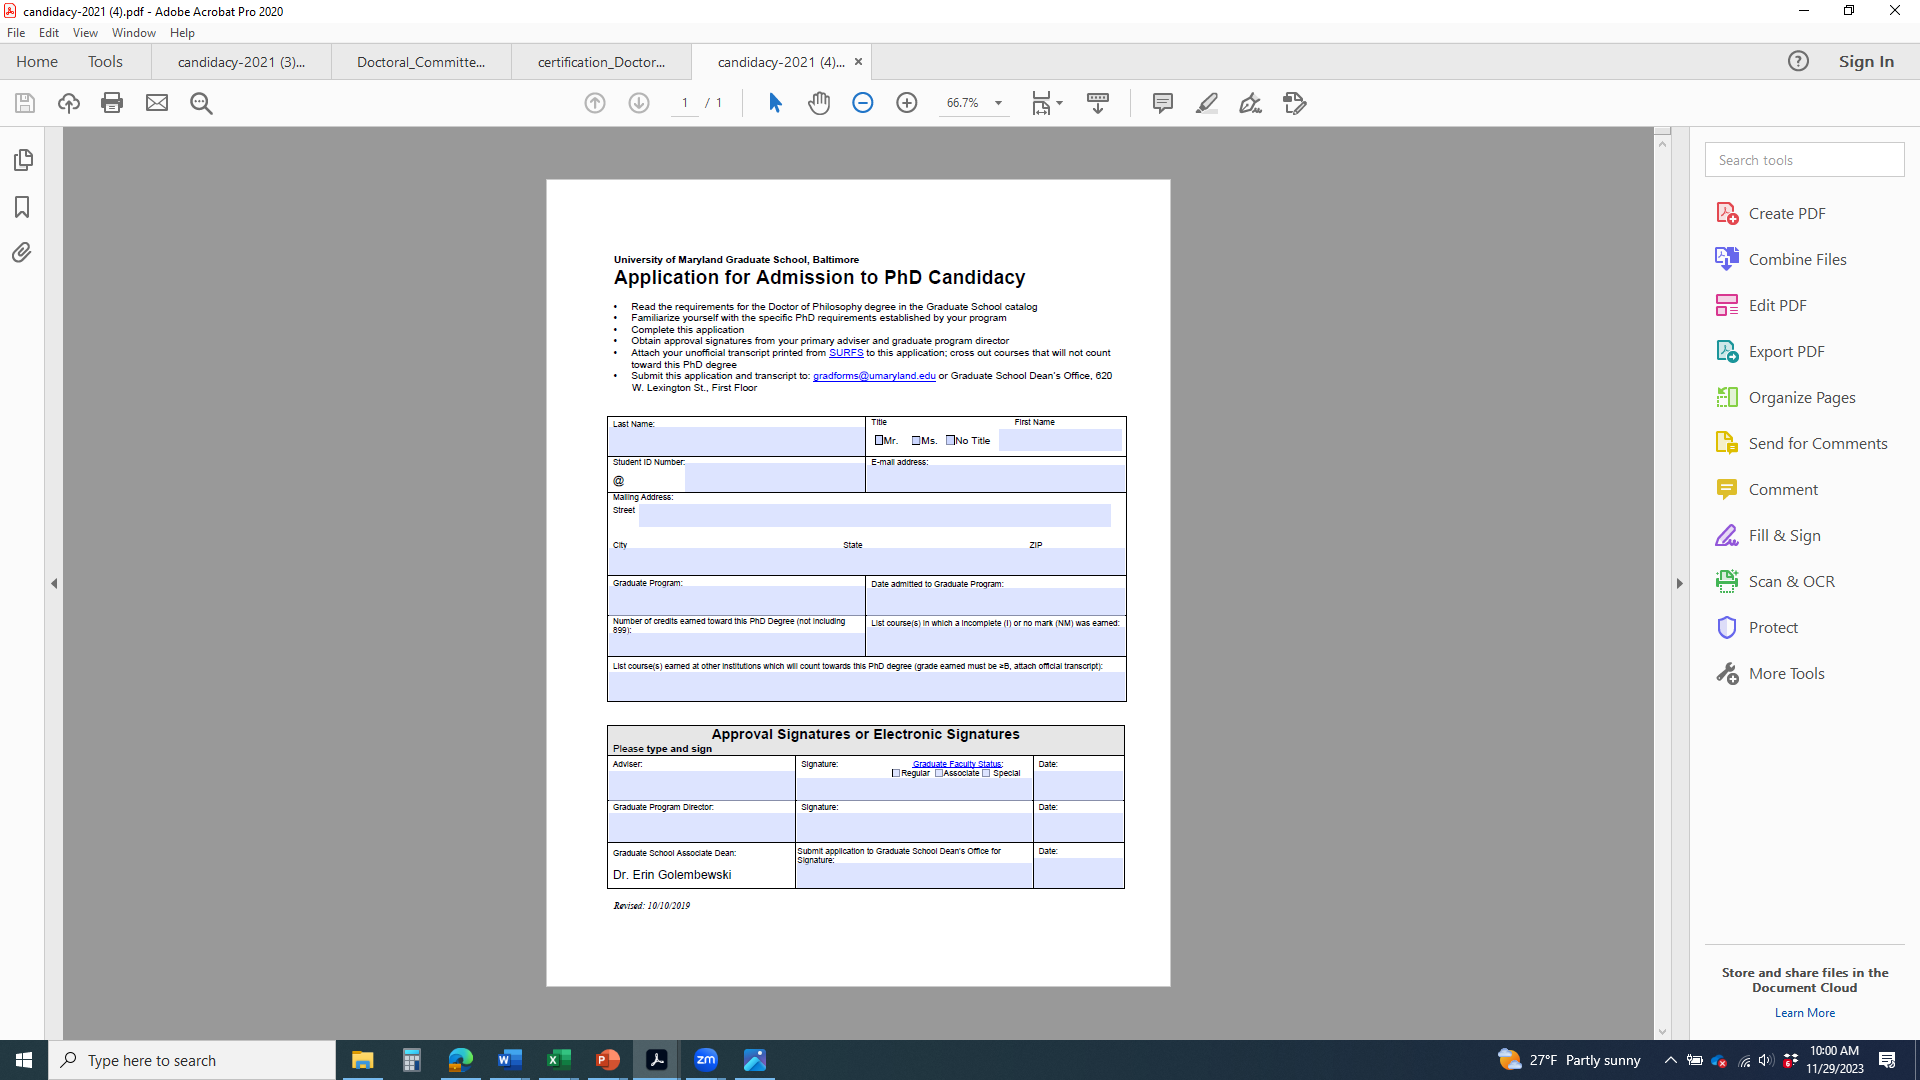 candidacy-2021 (4).pdf - Adobe Acrobat Pro 2020
File Edit View Window Help
Home Tools candidacy-2021 (3)... Doctoral_Committe... certification_Doctor... candidacy-2021 (4)... × Sign In
1 / 1 66.7%
Search tools
Create PDF
Combine Files
Edit PDF
Export PDF
Organize Pages
Send for Comments
Comment
Fill & Sign
Scan & OCR
Protect
More Tools
Store and share files in the
Document Cloud
Learn More
University of Maryland Graduate School, Baltimore
Application for Admission to PhD Candidacy
• Read the requirements for the Doctor of Philosophy degree in the Graduate School catalog
• Familiarize yourself with the specific PhD requirements established by your program
• Complete this application
• Obtain approval signatures from your primary adviser and graduate program director
• Attach your unofficial transcript printed from SURFS to this application; cross out courses that will not count
toward this PhD degree
• Submit this application and transcript to: gradforms@umaryland.edu or Graduate School Dean's Office, 620
W. Lexington St., First Floor
Last Name: Title First Name
Mr. Ms. No Title
Student ID Number: E-mail address:
@
Mailing Address:
Street
City State ZIP
Graduate Program: Date admitted to Graduate Program:
Number of credits earned toward this PhD Degree (not including
899): List course(s) in which a incomplete (I) or no mark (NM) was earned:
List course(s) earned at other institutions which will count towards this PhD degree (grade earned must be ≥B, attach official transcript):
Approval Signatures or Electronic Signatures
Please type and sign
Adviser: Signature: Graduate Faculty Status: Date:
Regular Associate Special
Graduate Program Director: Signature: Date:
Graduate School Associate Dean: Submit application to Graduate School Dean's Office for
Signature: Date:
Dr. Erin Golembewski
Revised: 10/10/2019
Type here to search
27°F Partly sunny
10:00 AM
11/29/2023